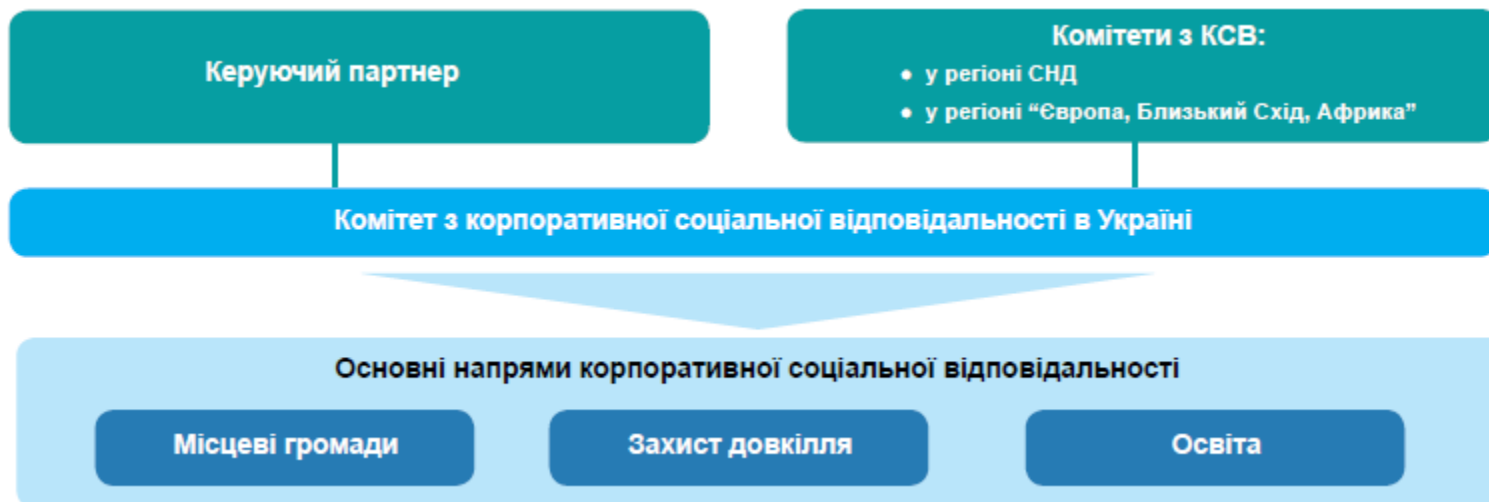 Керуючий партнер
Комітети з КСВ:
• у регіоні СНД
• у регіоні “Європа, Близький Схід, Африка”
Комітет з корпоративної соціальної відповідальності в Україні
Основні напрями корпоративної соціальної відповідальності
Місцеві громади
Захист довкілля
Освіта